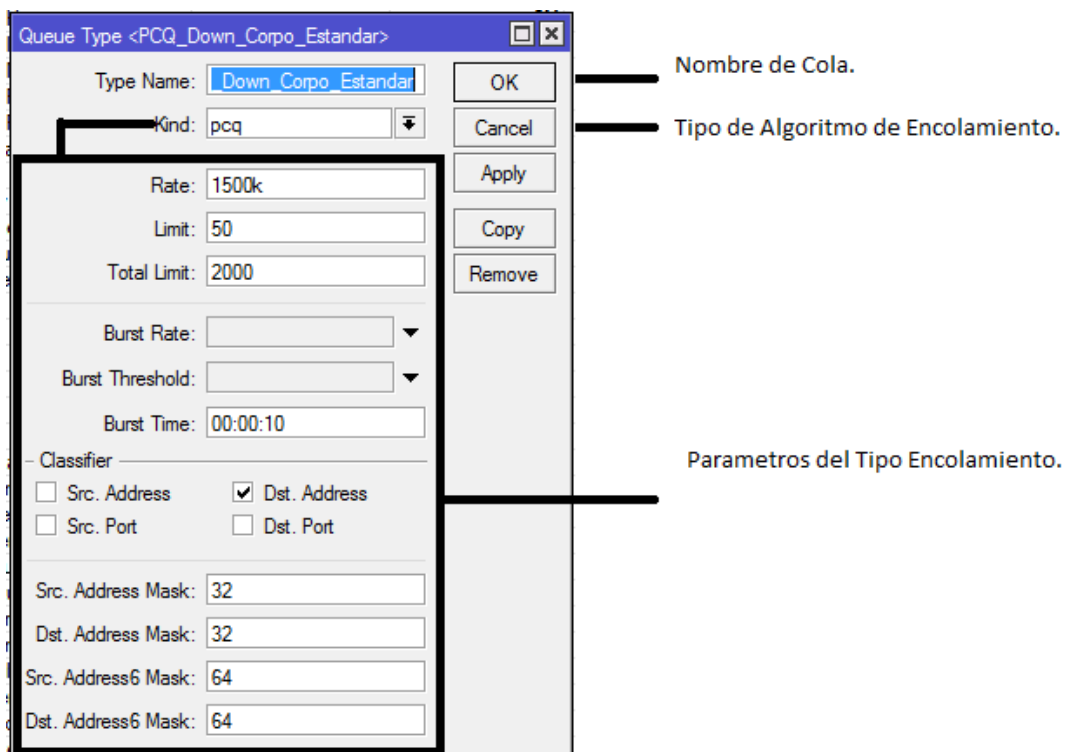 Queue Type <PCQ_Down_Corpo_Estandar>
Type Name: _Down_Corpo_Estandar
OK
Nombre de Cola.
Kind: pcq
Cancel
Tipo de Algoritmo de Encolamiento.
Apply
Rate: 1500k
Limit: 50
Copy
Total Limit: 2000
Remove
Burst Rate:
Burst Threshold:
Burst Time: 00:00:10
Classifier
Parametros del Tipo Encolamiento.
Src. Address
Dst. Address
Src. Port
Dst. Port
Src. Address Mask: 32
Dst. Address Mask: 32
Src. Address6 Mask: 64
Dst. Address6 Mask: 64